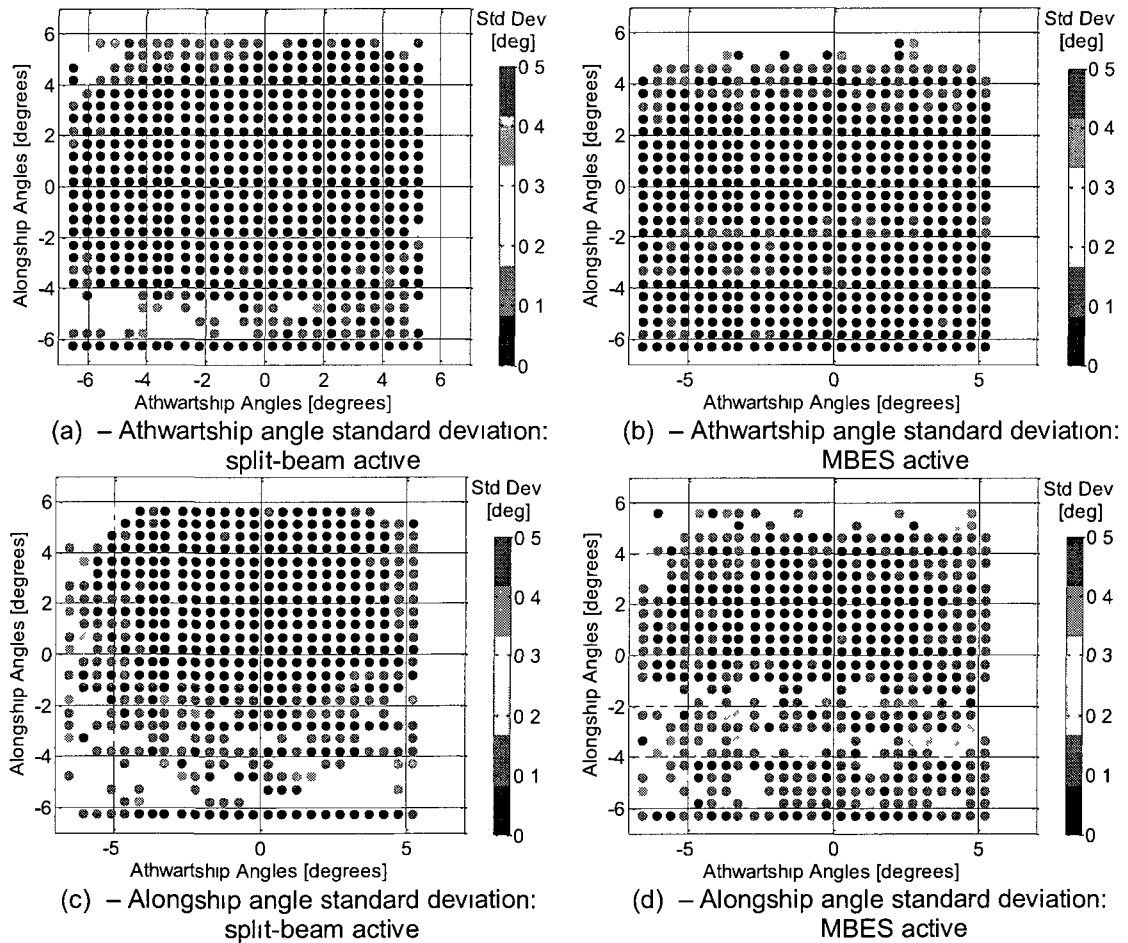 Std Dev
[deg]
6
4
2
0
-2
-4
-6
Alongship Angles [degrees]
-6 -4 -2 0 2 4 6
Athwartship Angles [degrees]
0 5
0 4
0 3
0 2
0 1
0
(a) – Athwartship angle standard deviation:
split-beam active
Std Dev
[deg]
6
4
2
0
-2
-4
-6
Alongship Angles [degrees]
-5 0 5
Athwartship Angles [degrees]
0 5
0 4
0 3
0 2
0 1
0
(b) – Athwartship angle standard deviation:
MBES active
Std Dev
[deg]
6
4
2
0
-2
-4
-6
Alongship Angles [degrees]
-5 0 5
Athwartship Angles [degrees]
0 5
0 4
0 3
0 2
0 1
0
(c) – Alongship angle standard deviation:
split-beam active
Std Dev
[deg]
6
4
2
0
-2
-4
-6
Alongship Angles [degrees]
-5 0 5
Athwartship Angles [degrees]
0 5
0 4
0 3
0 2
0 1
0
(d) – Alongship angle standard deviation:
MBES active